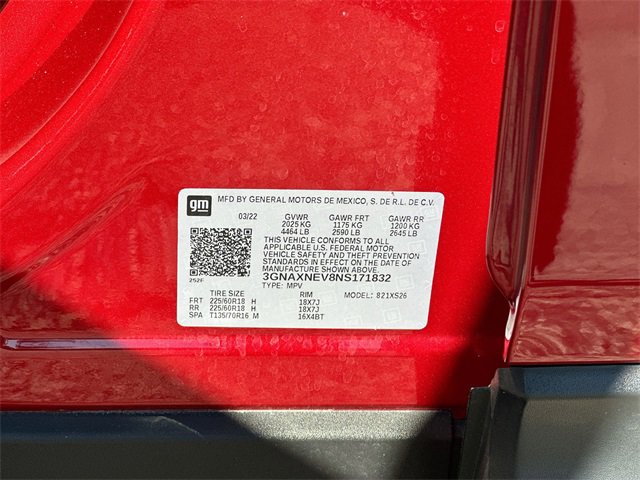 gm
MFD BY GENERAL MOTORS DE MEXICO, S. DE R.L. DE C.V.
03/22 GVWR GAWR FRT GAWR RR
2025 KG 1175 KG 1200 KG
4464 LB 2590 LB 2645 LB
THIS VEHICLE CONFORMS TO ALL
APPLICABLE U.S. FEDERAL MOTOR
VEHICLE SAFETY AND THEFT PREVENTION
STANDARDS IN EFFECT ON THE DATE OF
MANUFACTURE SHOWN ABOVE.
252F 3GNAXNEV8NS171832
TYPE: MPV
TIRE SIZE RIM MODEL: 821XS26
FRT 225/60R18 H 18X7J
RR 225/60R18 H 18X7J
SPA T135/70R16 M 16X4BT